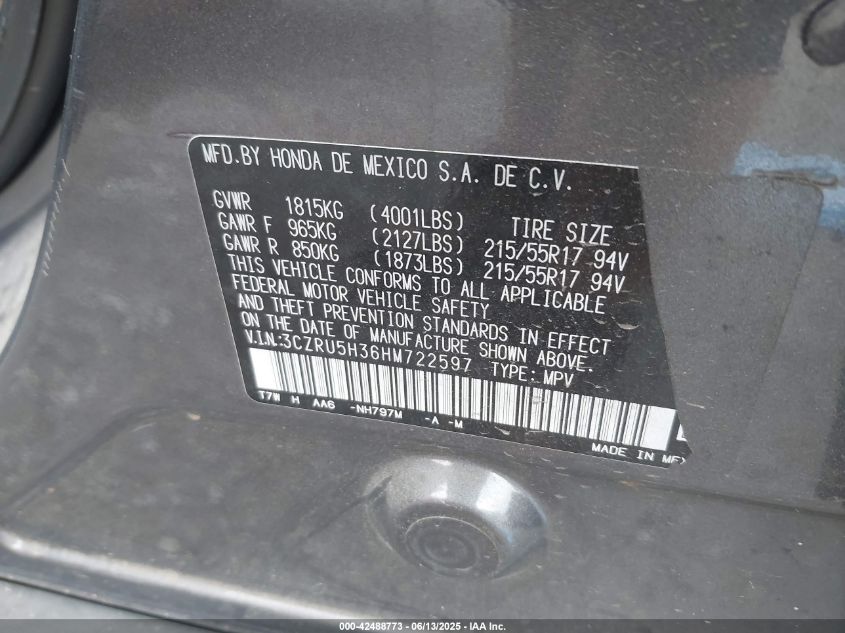 MFD.BY HONDA DE MEXICO S.A. DE C.V.
GVWR 1815KG (4001LBS) TIRE SIZE
GAWR F 965KG (2127LBS) 215/55R17 94V
GAWR R 850KG (1873LBS) 215/55R17 94V
THIS VEHICLE CONFORMS TO ALL APPLICABLE
FEDERAL MOTOR VEHICLE SAFETY
AND THEFT PREVENTION STANDARDS IN EFFECT
ON THE DATE OF MANUFACTURE SHOWN ABOVE.
V.I.N.:3CZRU5H36HM722597 TYPE: MPV
T7W H AA6 -NH797M -A -M
MADE IN MEX
000-42488773 - 06/13/2025 - IAA Inc.